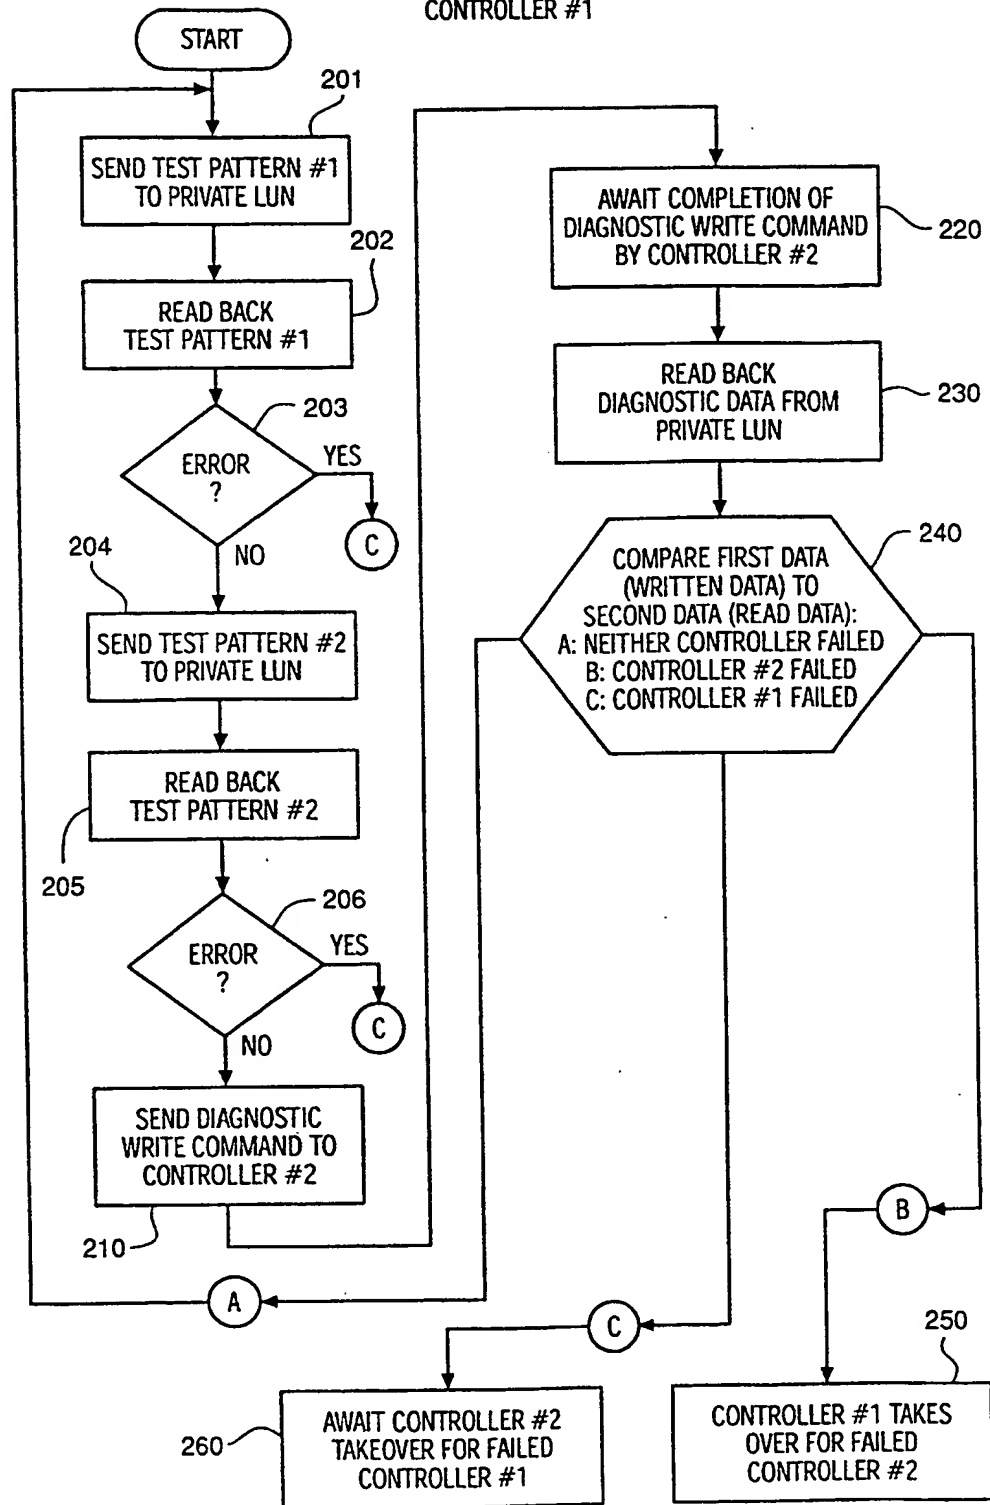 CONTROLLER #1
START
201
SEND TEST PATTERN #1
TO PRIVATE LUN
202
READ BACK
TEST PATTERN #1
203
ERROR
?
YES
C
NO
204
SEND TEST PATTERN #2
TO PRIVATE LUN
READ BACK
TEST PATTERN #2
205
206
ERROR
?
YES
C
NO
SEND DIAGNOSTIC
WRITE COMMAND TO
CONTROLLER #2
210
A
AWAIT COMPLETION OF
DIAGNOSTIC WRITE COMMAND
BY CONTROLLER #2
220
READ BACK
DIAGNOSTIC DATA FROM
PRIVATE LUN
230
240
COMPARE FIRST DATA
(WRITTEN DATA) TO
SECOND DATA (READ DATA):
A: NEITHER CONTROLLER FAILED
B: CONTROLLER #2 FAILED
C: CONTROLLER #1 FAILED
B
C
250
260
AWAIT CONTROLLER #2
TAKEOVER FOR FAILED
CONTROLLER #1
CONTROLLER #1 TAKES
OVER FOR FAILED
CONTROLLER #2